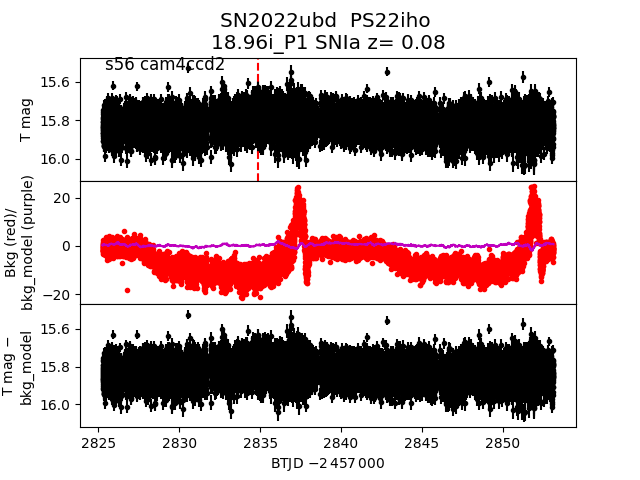 SN2022ubd  PS22iho
18.96i_P1 SNIa z= 0.08
s56 cam4ccd2
15.6
15.8
16.0
T mag
20
0
−20
Bkg (red)/
bkg_model (purple)
15.6
15.8
16.0
T mag −
bkg_model
2825
2830
2835
2840
2845
2850
BTJD −2 457 000